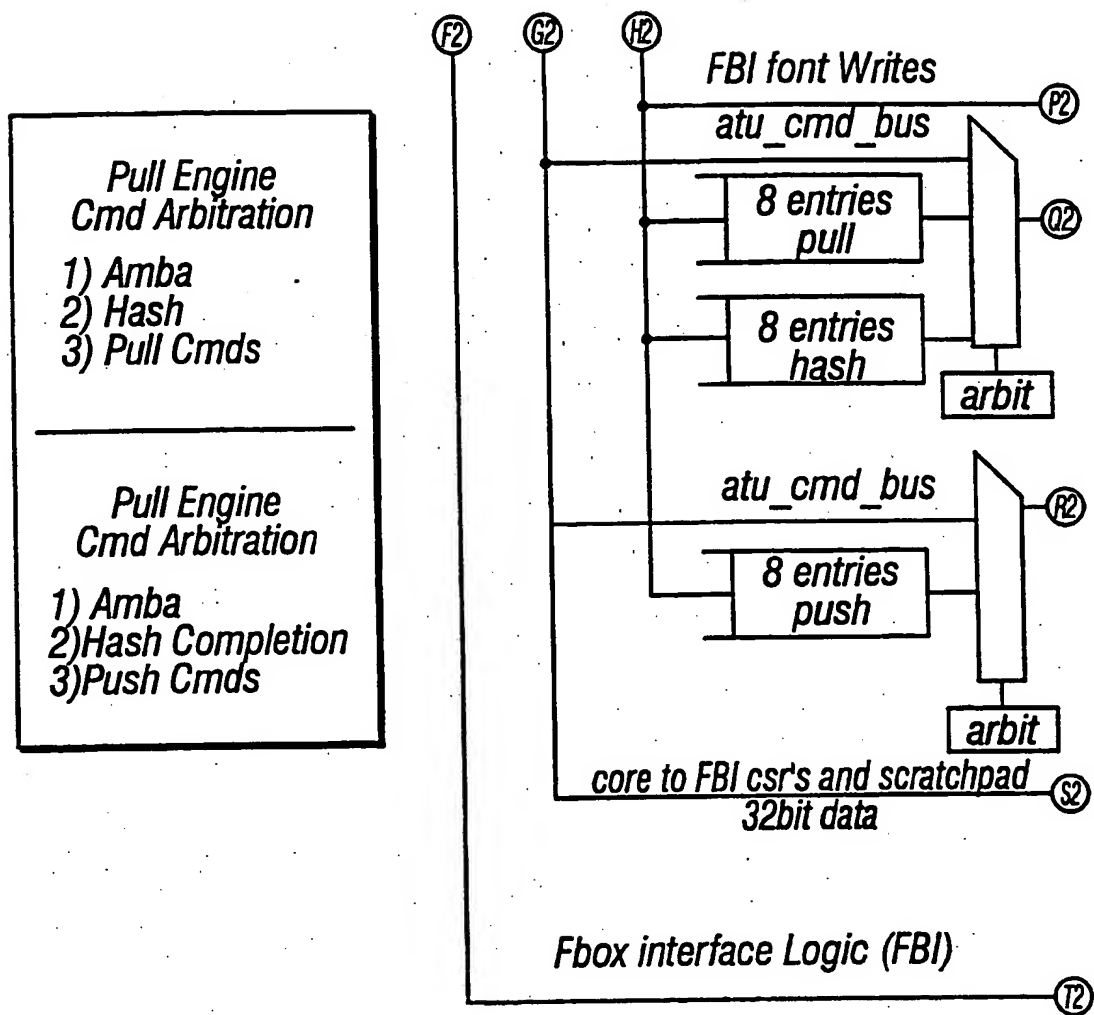 F2 G2 H2
FBI font Writes
P2
atu_cmd_bus
8 entries
pull
Q2
8 entries
hash
arbit
atu_cmd_bus
R2
8 entries
push
arbit
core to FBI csr's and scratchpad
S2
32bit data
Fbox interface Logic (FBI)
T2
Pull Engine
Cmd Arbitration
1) Amba
2) Hash
3) Pull Cmds
Pull Engine
Cmd Arbitration
1) Amba
2)Hash Completion
3)Push Cmds